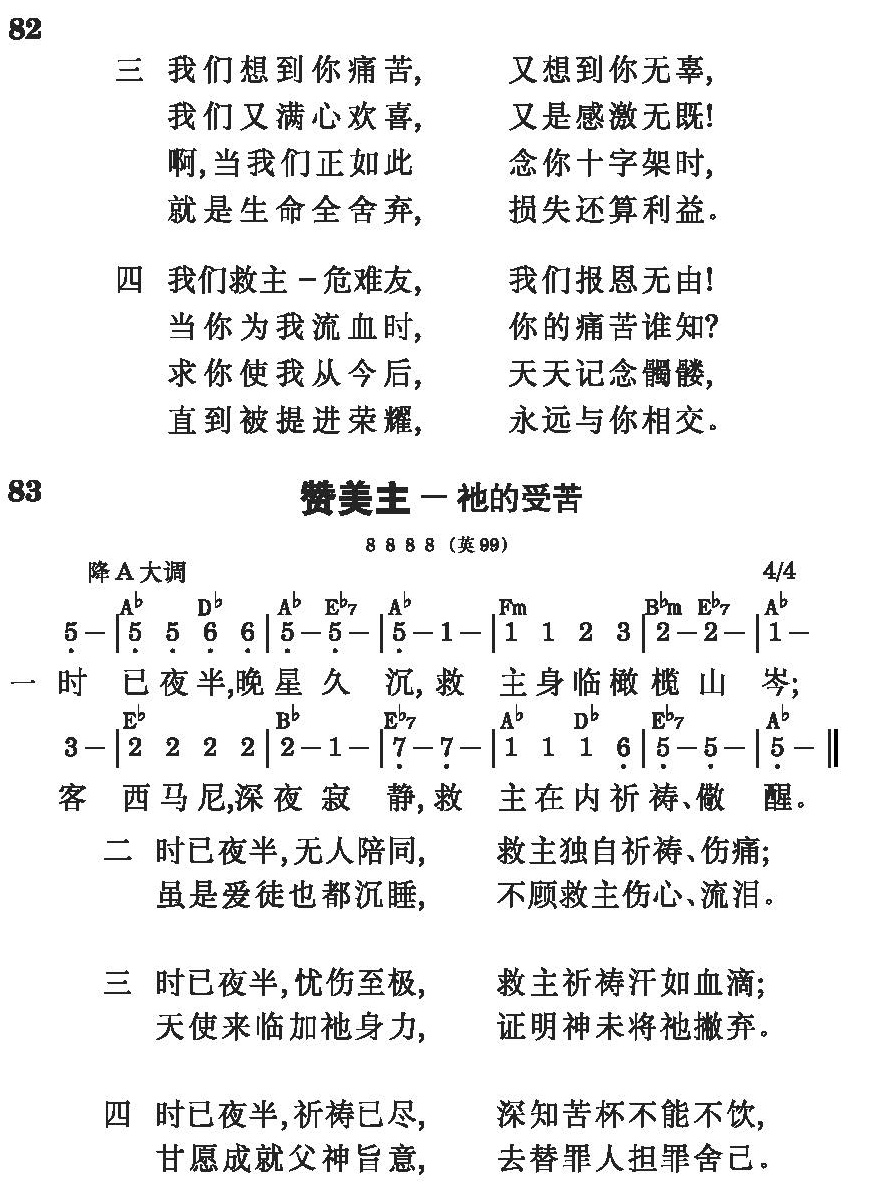 82
三 我们想到你痛苦, 又想到你无辜,
我们又满心欢喜, 又是感激无既!
啊,当我们正如此 念你十字架时,
就是生命全舍弃, 损失还算利益。
四 我们救主－危难友, 我们报恩无由!
当你为我流血时, 你的痛苦谁知?
求你使我从今后, 天天记念髑髅,
直到被提进荣耀, 永远与你相交。
83 赞美主－祂的受苦
8 8 8 8（英99）
降A大调 4/4
A♭ D♭ A♭ E♭7 A♭ Fm B♭m E♭7 A♭
5̣－|5̣ 5̣ 6̣ 6̣|5̣－5̣－|5̣－1－|1 1 2 3|2－2－|1－
一 时 已夜半,晚星久沉,救主身临橄榄山岑;
E♭ B♭ E♭7 A♭ D♭ E♭7 A♭
3－|2 2 2 2|2－1－|7̣－7̣－|1 1 1 6̣|5̣－5̣－|5̣－‖
客 西马尼,深夜寂静,救主在内祈祷、儆醒。
二 时已夜半,无人陪同, 救主独自祈祷、伤痛;
虽是爱徒也都沉睡, 不顾救主伤心、流泪。
三 时已夜半,忧伤至极, 救主祈祷汗如血滴;
天使来临加祂身力, 证明神未将祂撇弃。
四 时已夜半,祈祷已尽, 深知苦杯不能不饮,
甘愿成就父神旨意, 去替罪人担罪舍己。